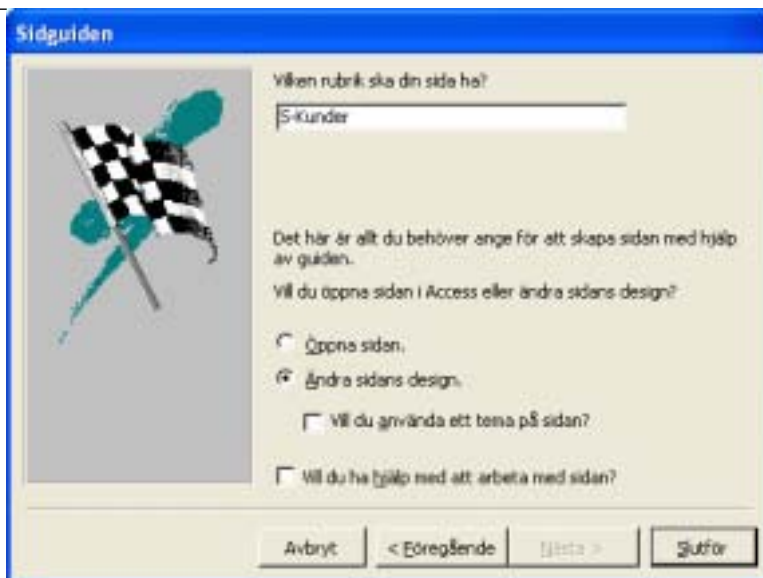 Sidguiden
Vilken rubrik ska din sida ha?
S-Kunder
Det här är allt du behöver ange för att skapa sidan med hjälp
av guiden.
Vill du öppna sidan i Access eller ändra sidans design?
Öppna sidan.
Ändra sidans design.
Vill du använda ett tema på sidan?
Vill du ha hjälp med att arbeta med sidan?
Avbryt < Föregående Nästa > Slutför